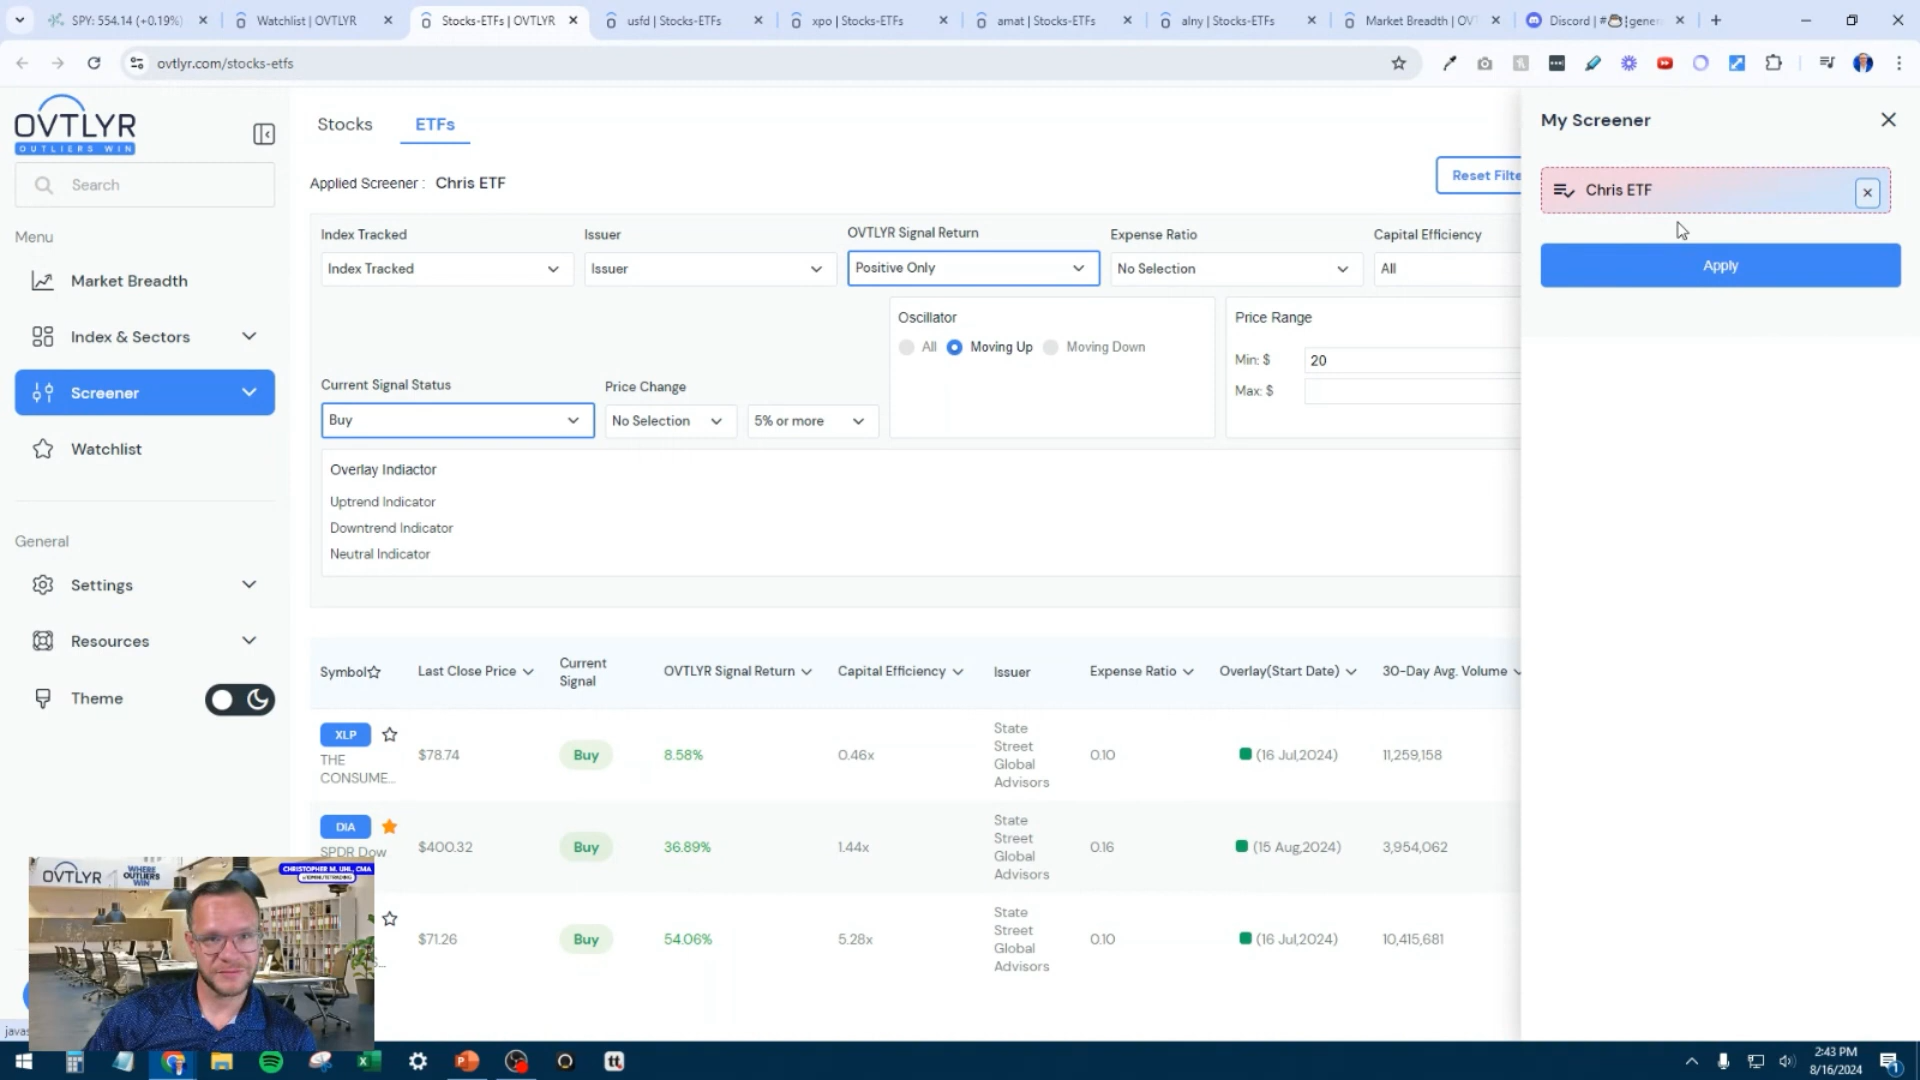 SPY: 554.14 (+0.19%)
Watchlist | OVTLYR
Stocks-ETFs | OVTLYR
usfd | Stocks-ETFs
xpo | Stocks-ETFs
amat | Stocks-ETFs
alny | Stocks-ETFs
Market Breadth | OVT
Discord | #
ovtlyr.com/stocks-etfs
OVTLYR
OUTLIERS WIN
Search
Menu
Market Breadth
Index & Sectors
Screener
Watchlist
General
Settings
Resources
Theme
Stocks
ETFs
Applied Screener : Chris ETF
Reset Filte
Index Tracked
Issuer
OVTLYR Signal Return
Expense Ratio
Capital Efficiency
Index Tracked
Issuer
Positive Only
No Selection
All
Oscillator
All
Moving Up
Moving Down
Price Range
Min: $
20
Max: $
Current Signal Status
Price Change
Buy
No Selection
5% or more
Overlay Indiactor
Uptrend Indicator
Downtrend Indicator
Neutral Indicator
Symbol
Last Close Price
Current
Signal
OVTLYR Signal Return
Capital Efficiency
Issuer
Expense Ratio
Overlay(Start Date)
30-Day Avg. Volume
XLP
THE
CONSUME...
$78.74
Buy
8.58%
0.46x
State
Street
Global
Advisors
0.10
(16 Jul,2024)
11,259,158
DIA
SPDR Dow
$400.32
Buy
36.89%
1.44x
State
Street
Global
Advisors
0.16
(15 Aug,2024)
3,954,062
$71.26
Buy
54.06%
5.28x
State
Street
Global
Advisors
0.10
(16 Jul,2024)
10,415,681
My Screener
Chris ETF
Apply
OVTLYR
WHERE
OUTLIERS
WIN
CHRISTOPHER M. UHL, CMA
javas
2:43 PM
8/16/2024